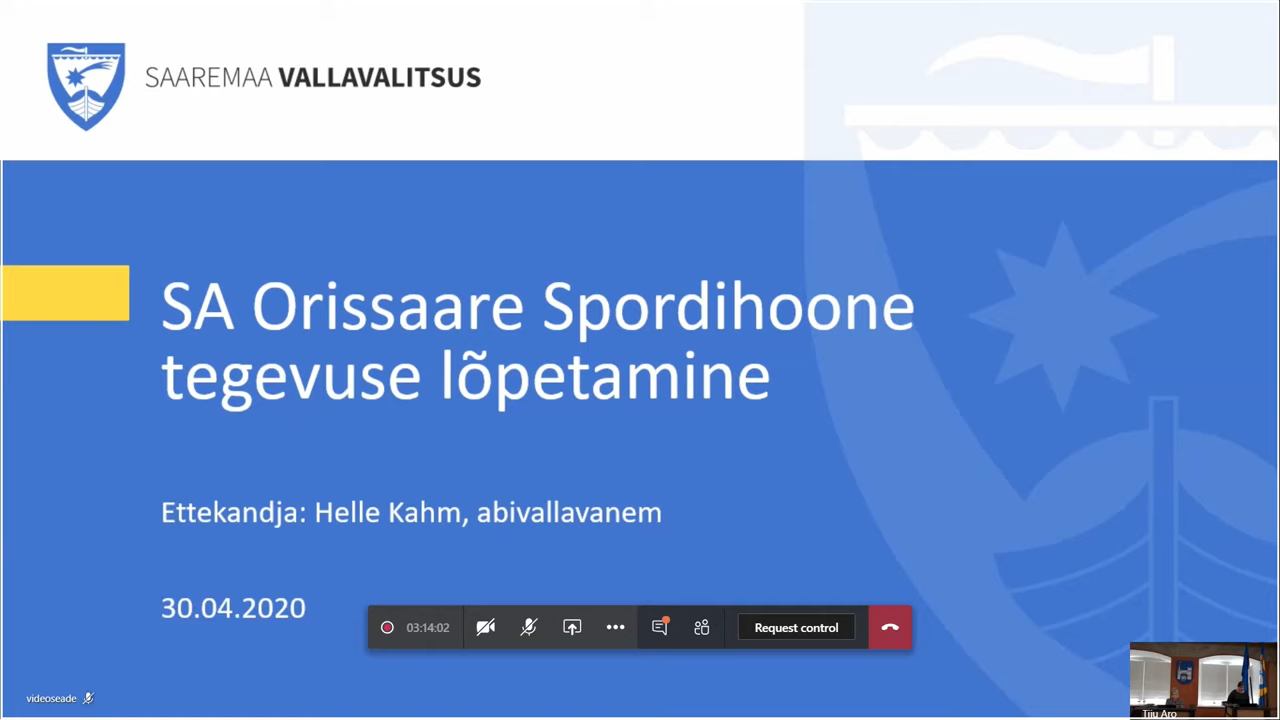 SAAREMAA VALLAVALITSUS
SA Orissaare Spordihoone
tegevuse lõpetamine
Ettekandja: Helle Kahm, abivallavanem
30.04.2020
03:14:02
Request control
videoseade
Tiiu Aro